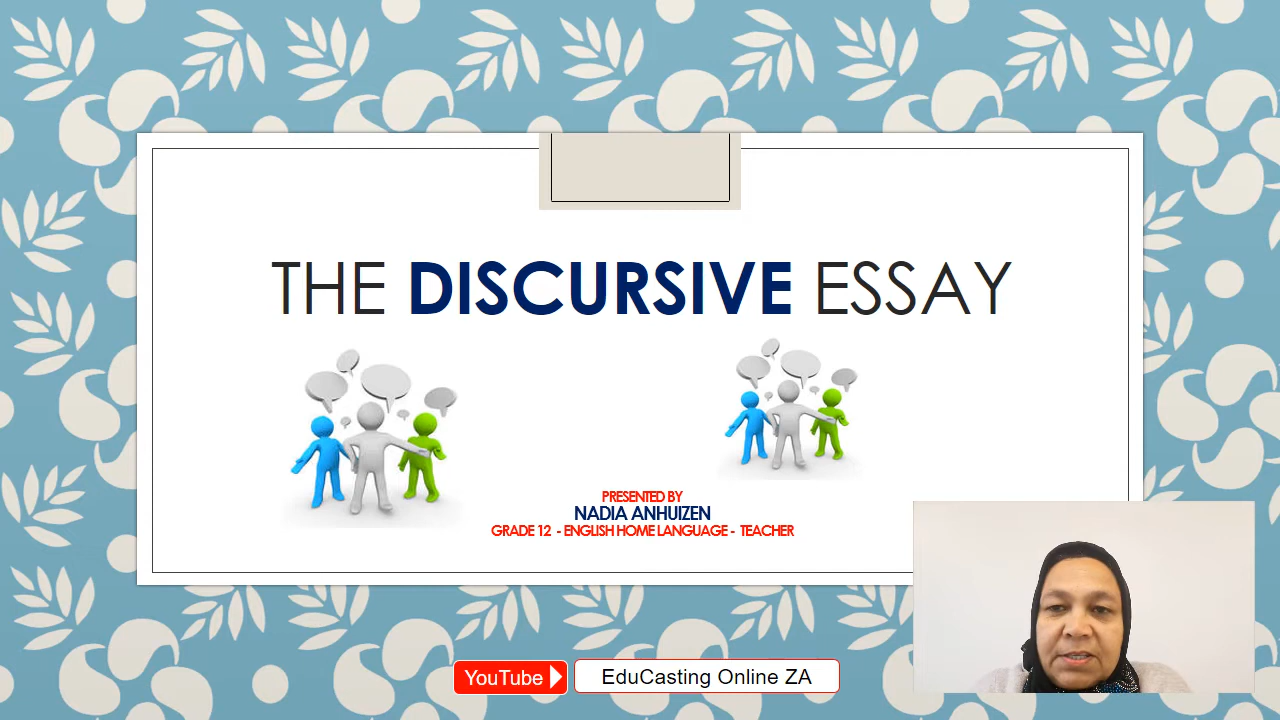 THE DISCURSIVE ESSAY
PRESENTED BY
NADIA ANHUIZEN
GRADE 12 - ENGLISH HOME LANGUAGE - TEACHER
YouTube
EduCasting Online ZA